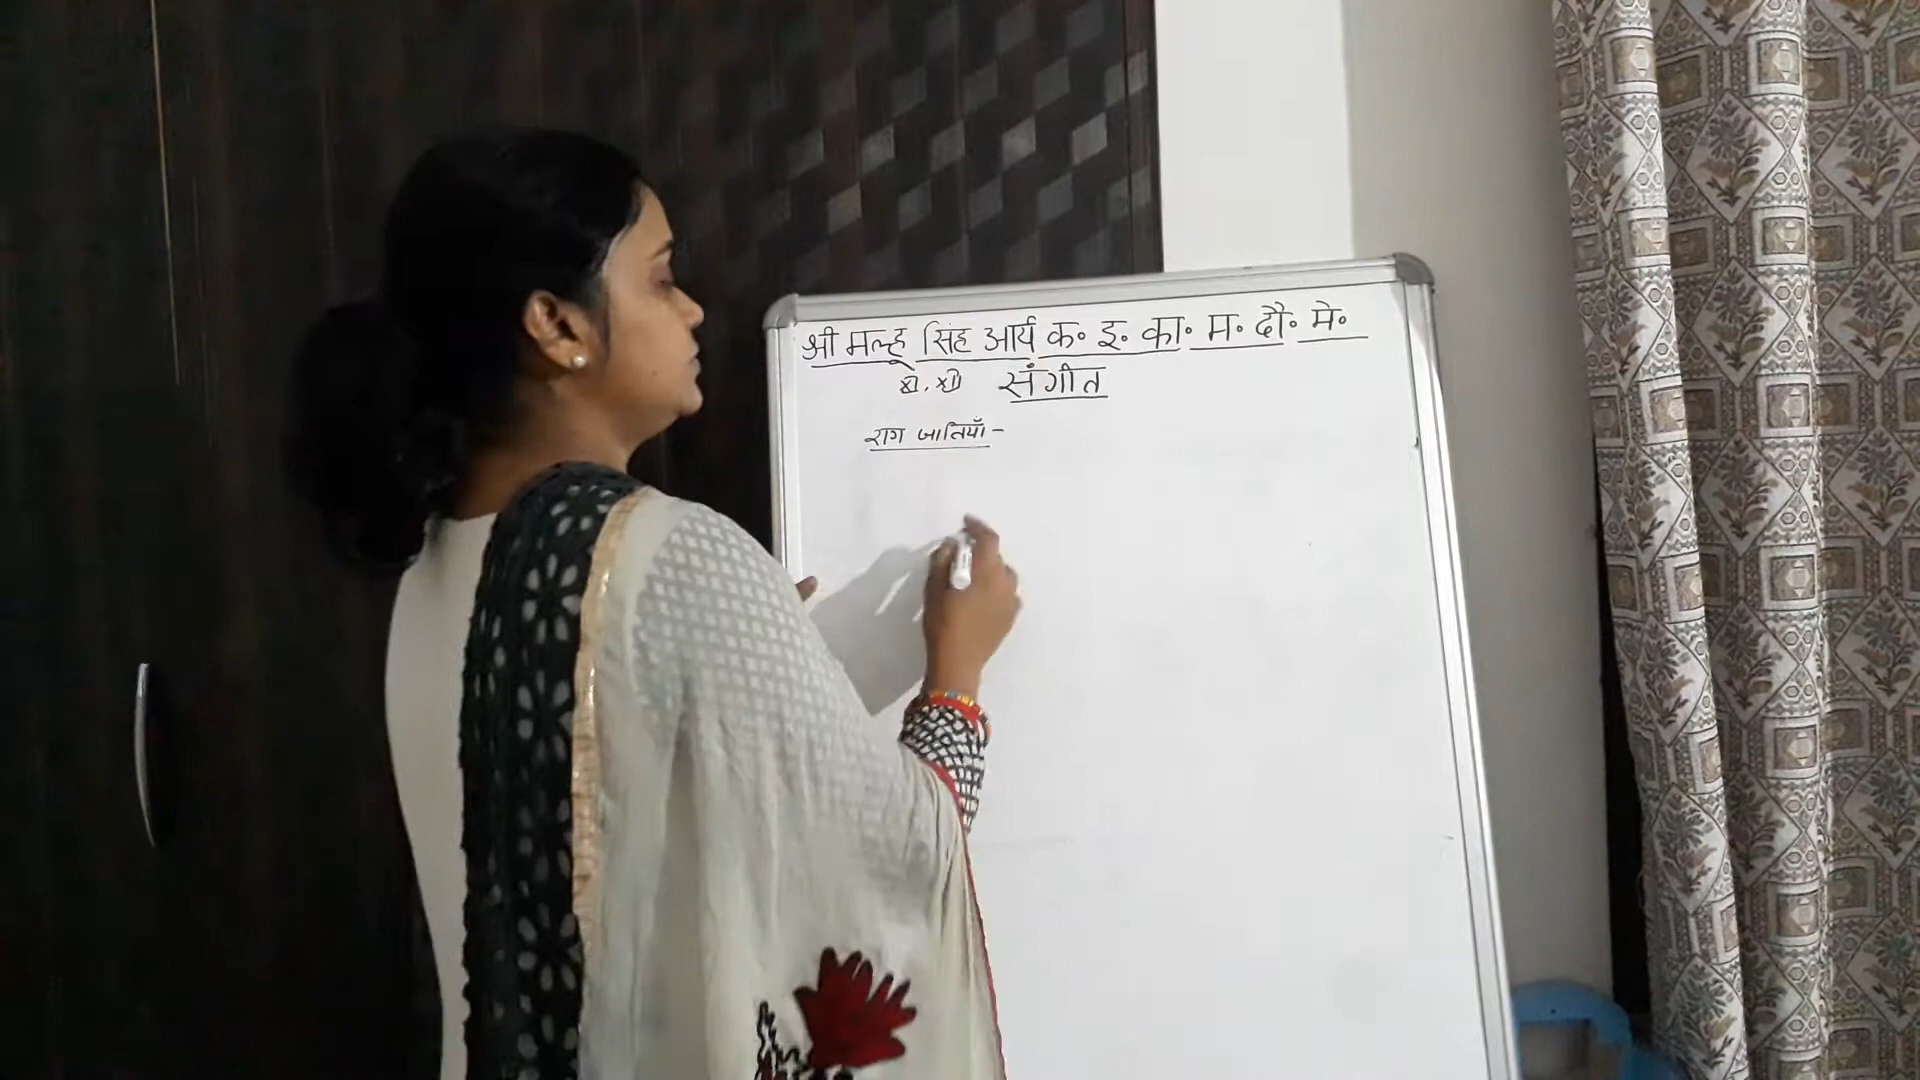 श्री मल्हू सिंह आर्य क॰ इ॰ का॰ म॰ दौ॰ मे॰
संगीत
राग जातियाँ -